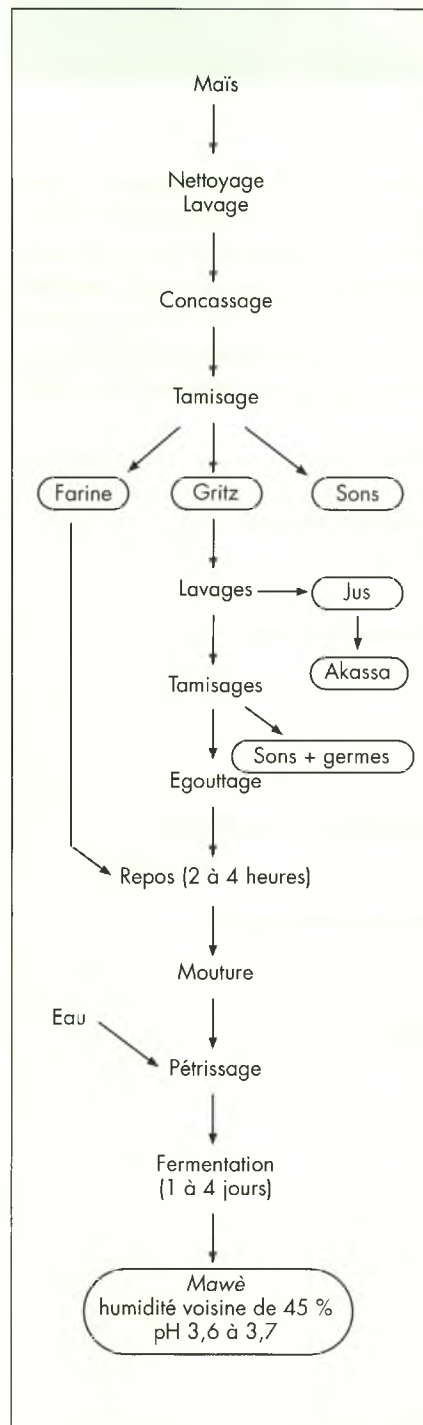 Maïs
Nettoyage
Lavage
Concassage
Tamisage
Farine
Gritz
Sons
Lavages
Jus
Akassa
Tamisages
Sons + germes
Egouttage
Repos (2 à 4 heures)
Mouture
Eau
Pétrissage
Fermentation
(1 à 4 jours)
Mawè
humidité voisine de 45 %
pH 3,6 à 3,7